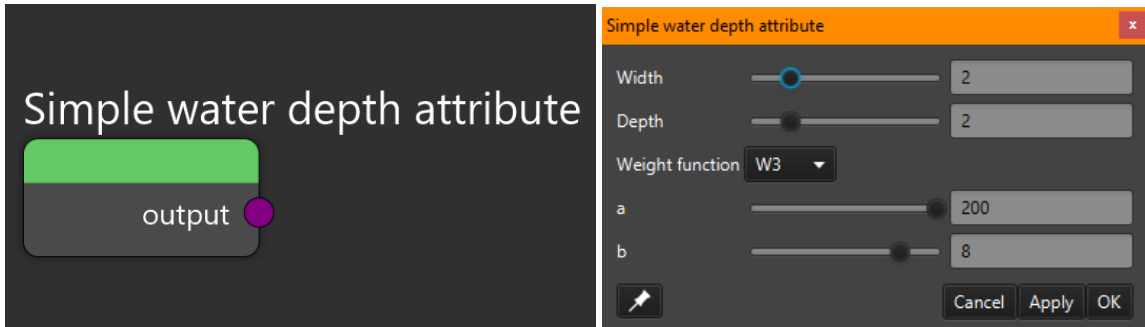 Simple water depth attribute
output
Simple water depth attribute x
Width 2
Depth 2
Weight function W3
a 200
b 8
Cancel Apply OK